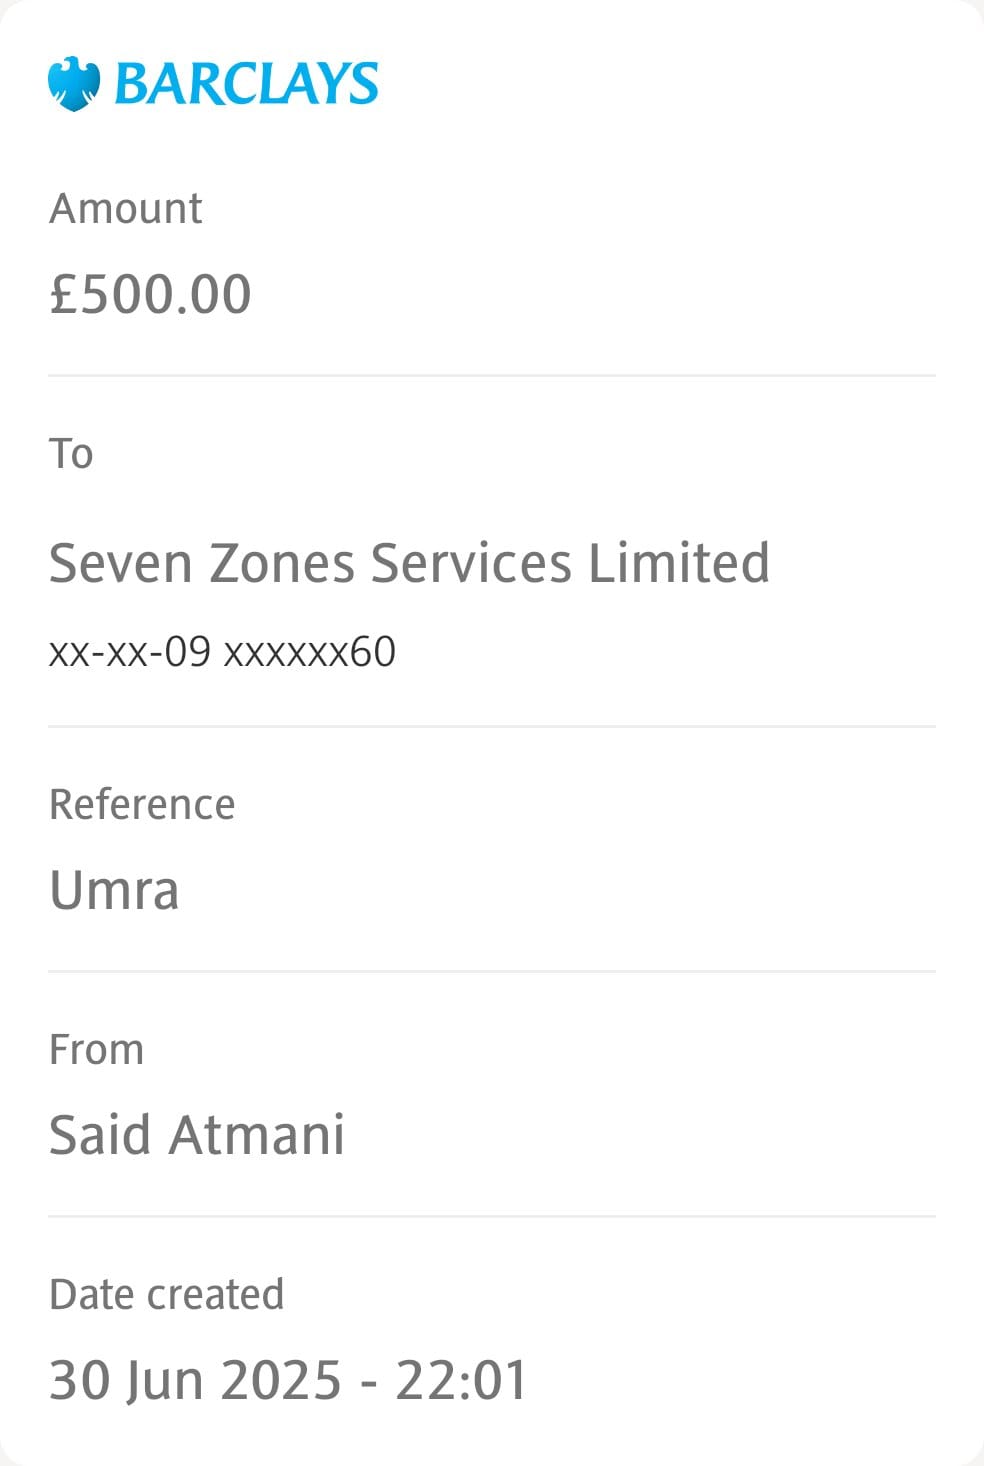 BARCLAYS
Amount
£500.00
To
Seven Zones Services Limited
xx-xx-09 xxxxxx60
Reference
Umra
From
Said Atmani
Date created
30 Jun 2025 - 22:01